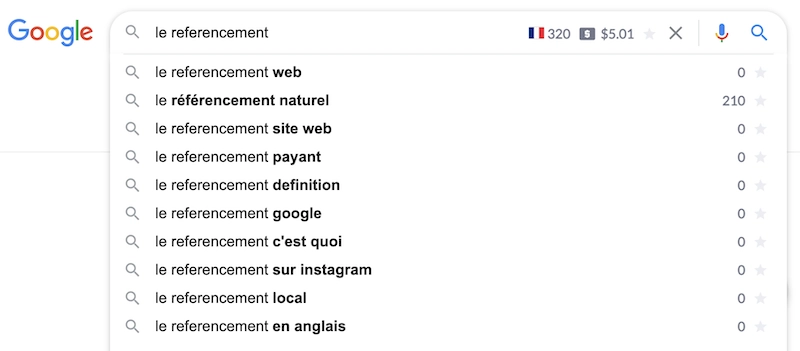 Google le referencement 320 $ $5.01
le referencement web 0
le référencement naturel 210
le referencement site web 0
le referencement payant 0
le referencement definition 0
le referencement google 0
le referencement c'est quoi 0
le referencement sur instagram 0
le referencement local 0
le referencement en anglais 0